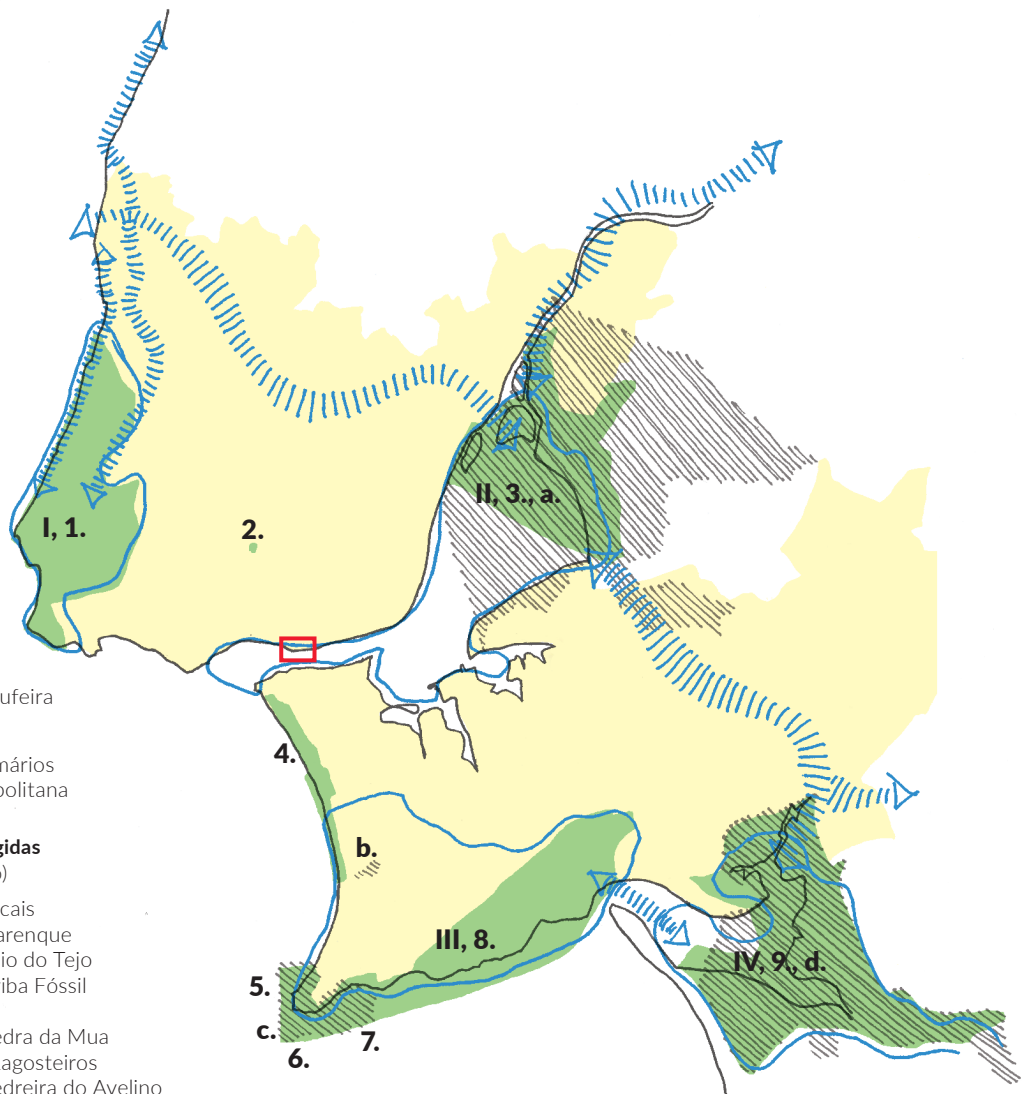 I, 1.
2.
II, 3., a.
ufeira
4.
mários
politana
gidas
b.
o)
cais
arenque
III, 8.
io do Tejo
IV, 9., d.
riba Fóssil
5.
c.
edra da Mua
7.
6.
agosteiros
edreira do Avelino